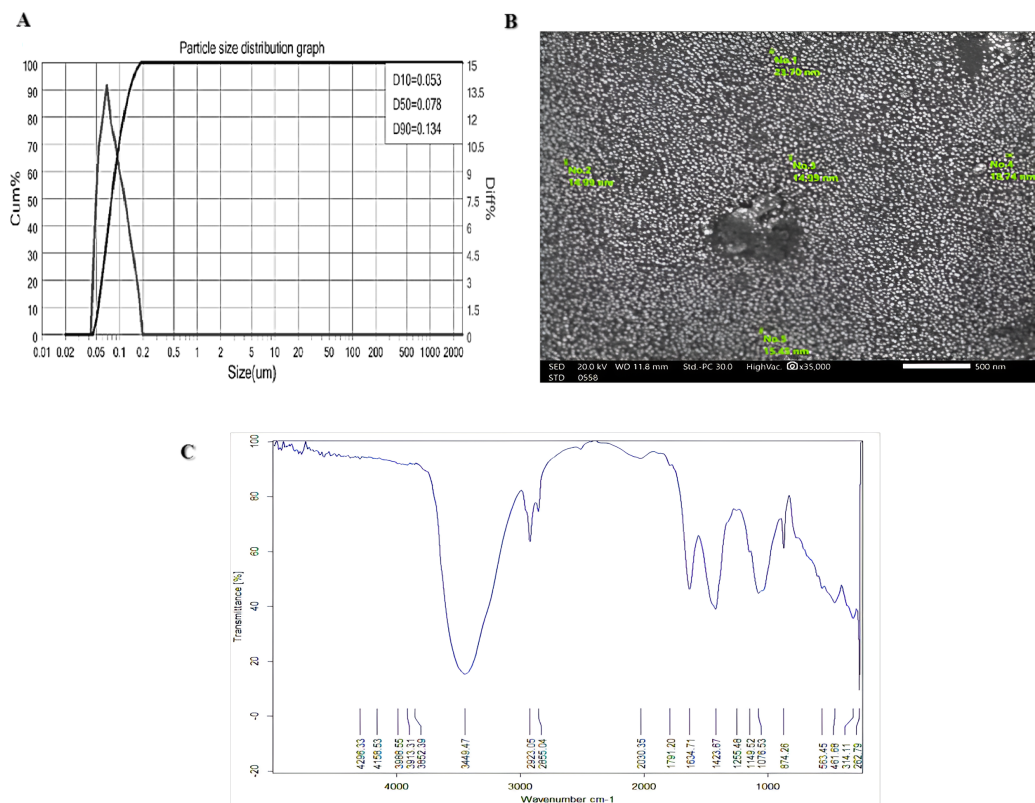 A
Particle size distribution graph
D10=0.053
D50=0.078
D90=0.134
Cum%
100
90
80
70
60
50
40
30
20
10
0
15
13.5
12
10.5
9
7.5
6
4.5
3
1.5
0
Diff%
0.01 0.02 0.05 0.1 0.2 0.5 1 2 5 10 20 50 100 200 500 1000 2000
Size(um)
B
No.1
No.2
No.3
14.99 nm
No.4
SED 20.0 kV WD 11.8 mm Std.-PC 30.0 HighVac. x35,000 500 nm
STD 0558
C
Transmittance [%]
100
80
60
40
20
-0
-20
4296.33
4158.53
3988.55
3913.31
3852.39
3449.47
2923.05
2855.04
2030.35
1791.20
1634.71
1423.67
1255.48
1149.52
1076.53
874.26
563.45
461.68
314.11
262.79
4000 3000 2000 1000
Wavenumber cm-1